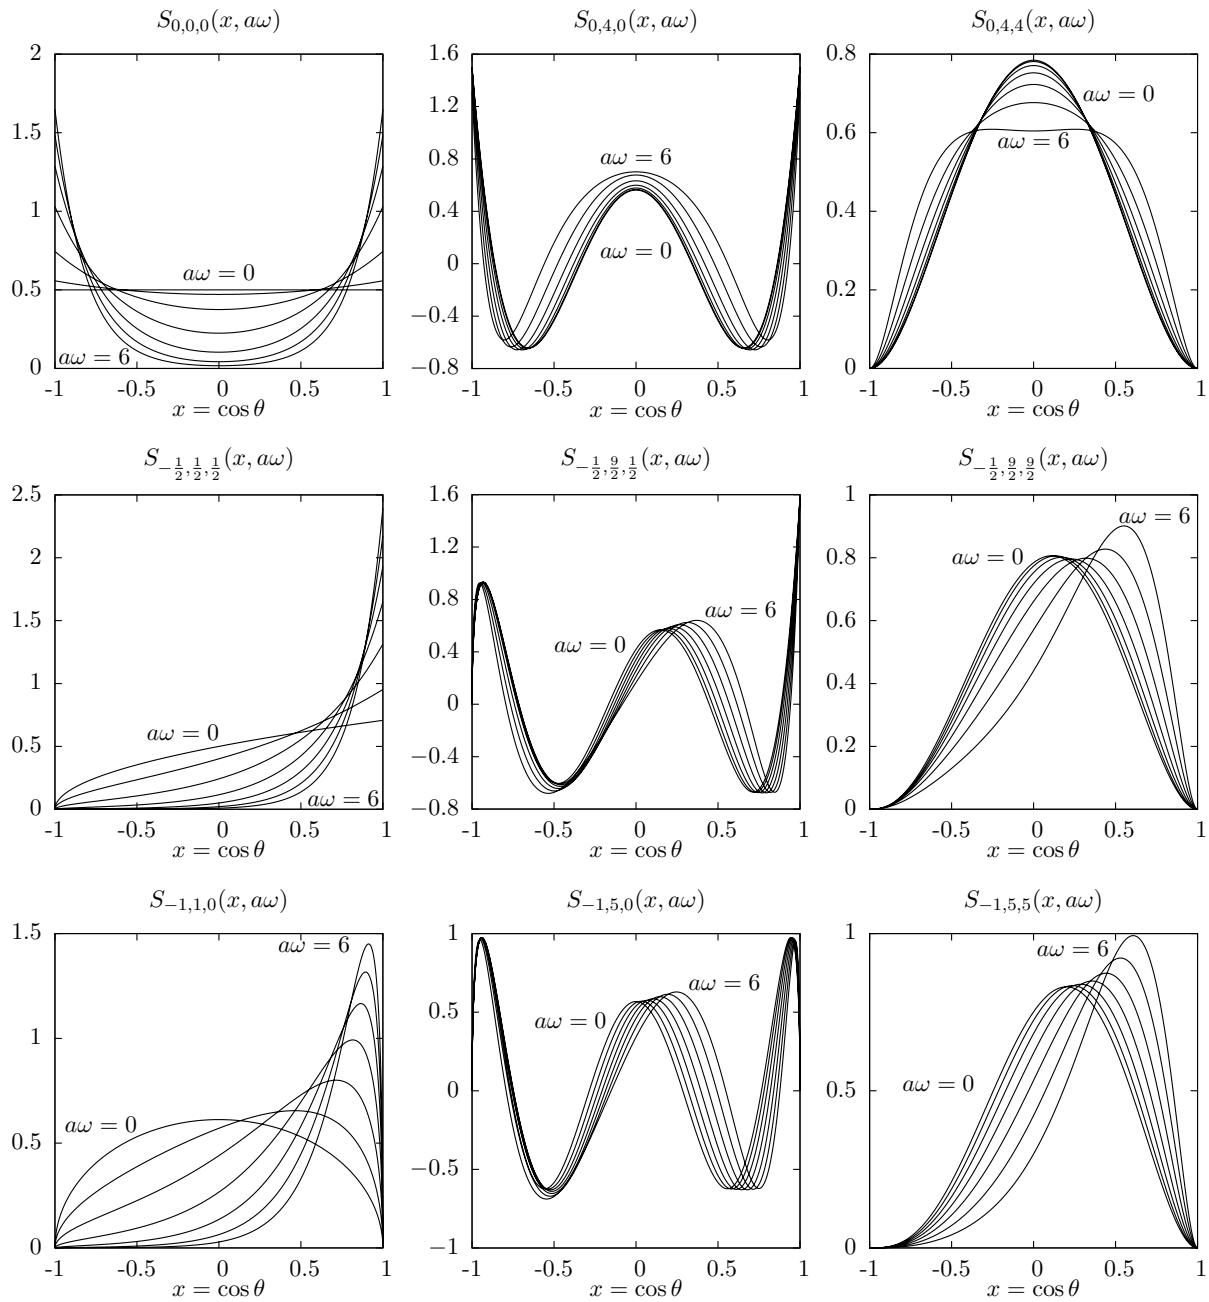 S_{0,0,0}(x, aω)
S_{0,4,0}(x, aω)
S_{0,4,4}(x, aω)
2
1.5
1
0.5
0
aω = 0
aω = 6
-1 -0.5 0 0.5 1
x = cos θ
1.6
1.2
0.8
0.4
0
−0.4
−0.8
aω = 6
aω = 0
-1 -0.5 0 0.5 1
x = cos θ
0.8
0.6
0.4
0.2
0
aω = 0
aω = 6
-1 -0.5 0 0.5 1
x = cos θ
S_{−\frac{1}{2},\frac{1}{2},\frac{1}{2}}(x, aω)
S_{−\frac{1}{2},\frac{9}{2},\frac{1}{2}}(x, aω)
S_{−\frac{1}{2},\frac{9}{2},\frac{9}{2}}(x, aω)
2.5
2
1.5
1
0.5
0
aω = 0
aω = 6
-1 -0.5 0 0.5 1
x = cos θ
1.6
1.2
0.8
0.4
0
−0.4
−0.8
aω = 6
aω = 0
-1 -0.5 0 0.5 1
x = cos θ
1
0.8
0.6
0.4
0.2
0
aω = 6
aω = 0
-1 -0.5 0 0.5 1
x = cos θ
S_{−1,1,0}(x, aω)
S_{−1,5,0}(x, aω)
S_{−1,5,5}(x, aω)
1.5
1
0.5
0
aω = 6
aω = 0
-1 -0.5 0 0.5 1
x = cos θ
1
0.5
0
−0.5
−1
aω = 6
aω = 0
-1 -0.5 0 0.5 1
x = cos θ
1
0.5
0
aω = 6
aω = 0
-1 -0.5 0 0.5 1
x = cos θ